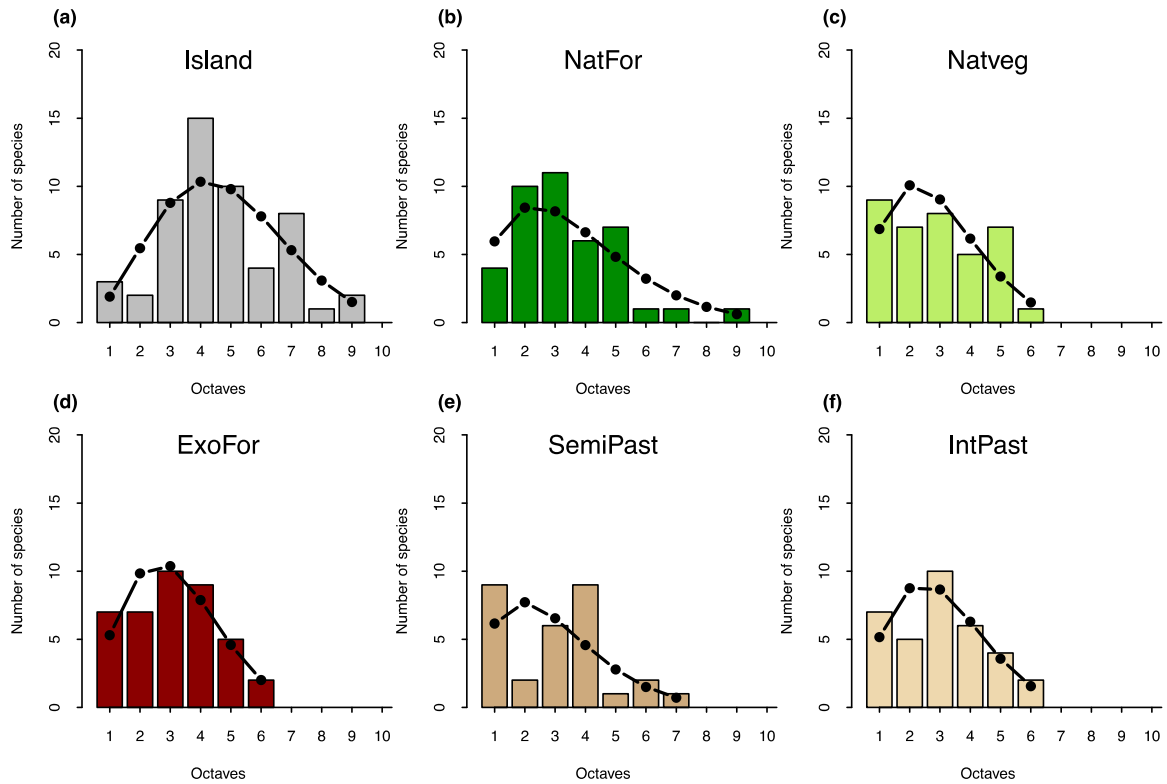 (a)
Island
Number of species
20
15
10
5
0
1 2 3 4 5 6 7 8 9 10
Octaves
(b)
NatFor
Number of species
20
15
10
5
0
1 2 3 4 5 6 7 8 9 10
Octaves
(c)
Natveg
Number of species
20
15
10
5
0
1 2 3 4 5 6 7 8 9 10
Octaves
(d)
ExoFor
Number of species
20
15
10
5
0
1 2 3 4 5 6 7 8 9 10
Octaves
(e)
SemiPast
Number of species
20
15
10
5
0
1 2 3 4 5 6 7 8 9 10
Octaves
(f)
IntPast
Number of species
20
15
10
5
0
1 2 3 4 5 6 7 8 9 10
Octaves